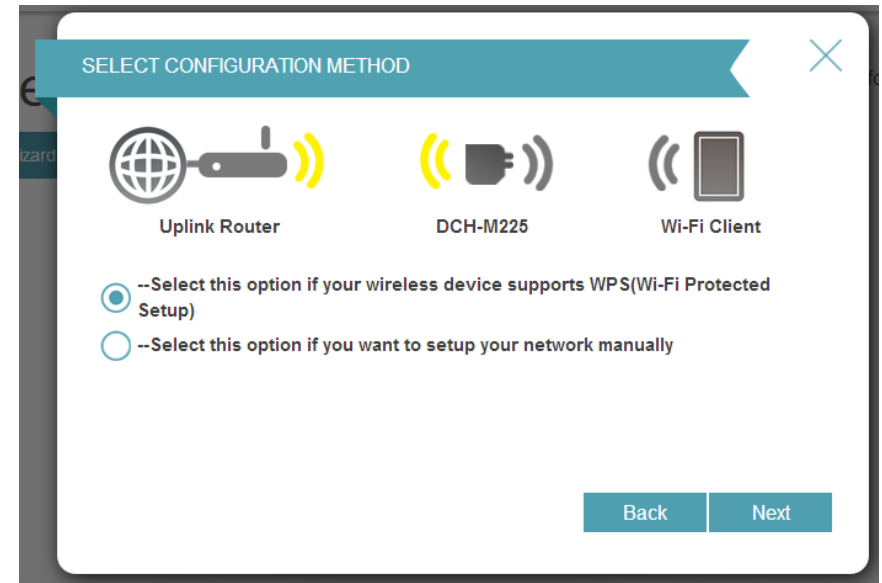 SELECT CONFIGURATION METHOD
izard
Uplink Router
DCH-M225
Wi-Fi Client
--Select this option if your wireless device supports WPS(Wi-Fi Protected
Setup)
--Select this option if you want to setup your network manually
Back
Next